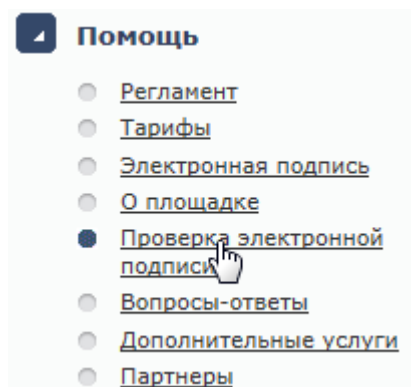 Помощь
Регламент
Тарифы
Электронная подпись
О площадке
Проверка электронной
подписи
Вопросы-ответы
Дополнительные услуги
Партнеры